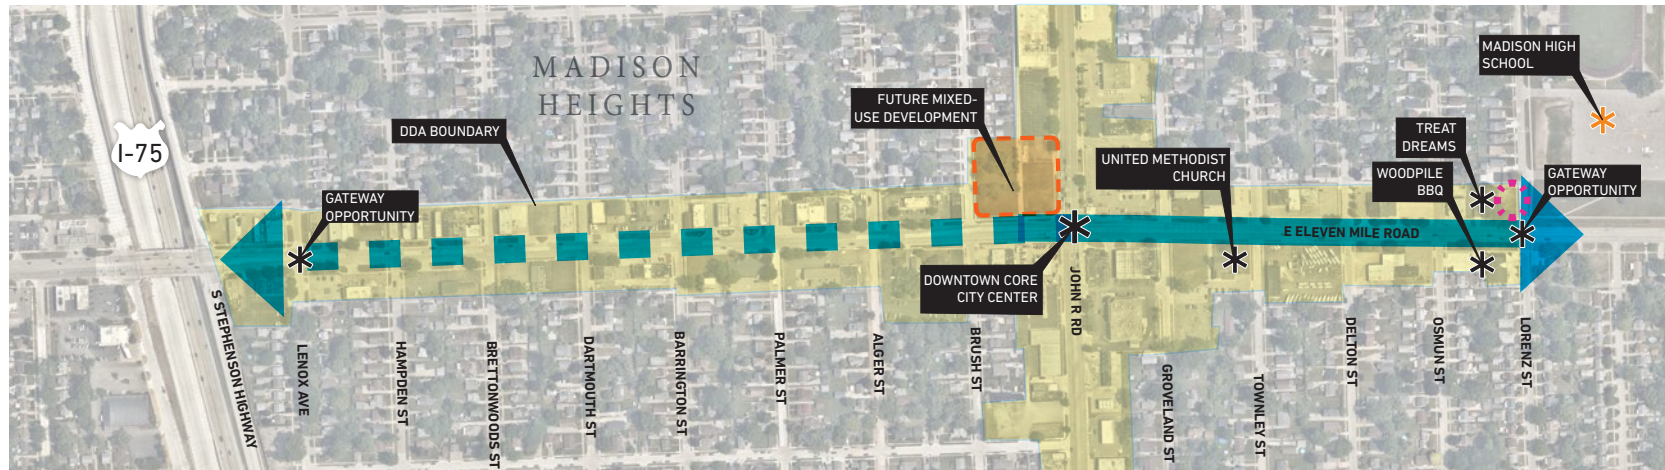 MADISON
HEIGHTS
MADISON HIGH
SCHOOL
FUTURE MIXED-
USE DEVELOPMENT
DDA BOUNDARY
I-75
TREAT
DREAMS
UNITED METHODIST
CHURCH
WOODPILE
BBQ
GATEWAY
OPPORTUNITY
GATEWAY
OPPORTUNITY
E ELEVEN MILE ROAD
DOWNTOWN CORE
CITY CENTER
S STEPHENSON HIGHWAY
LENOX AVE
HAMPDEN ST
BRETTONWOODS ST
DARTMOUTH ST
BARRINGTON ST
PALMER ST
ALGER ST
BRUSH ST
JOHN R RD
GROVELAND ST
TOWNLEY ST
DELTON ST
OSMUN ST
LORENZ ST